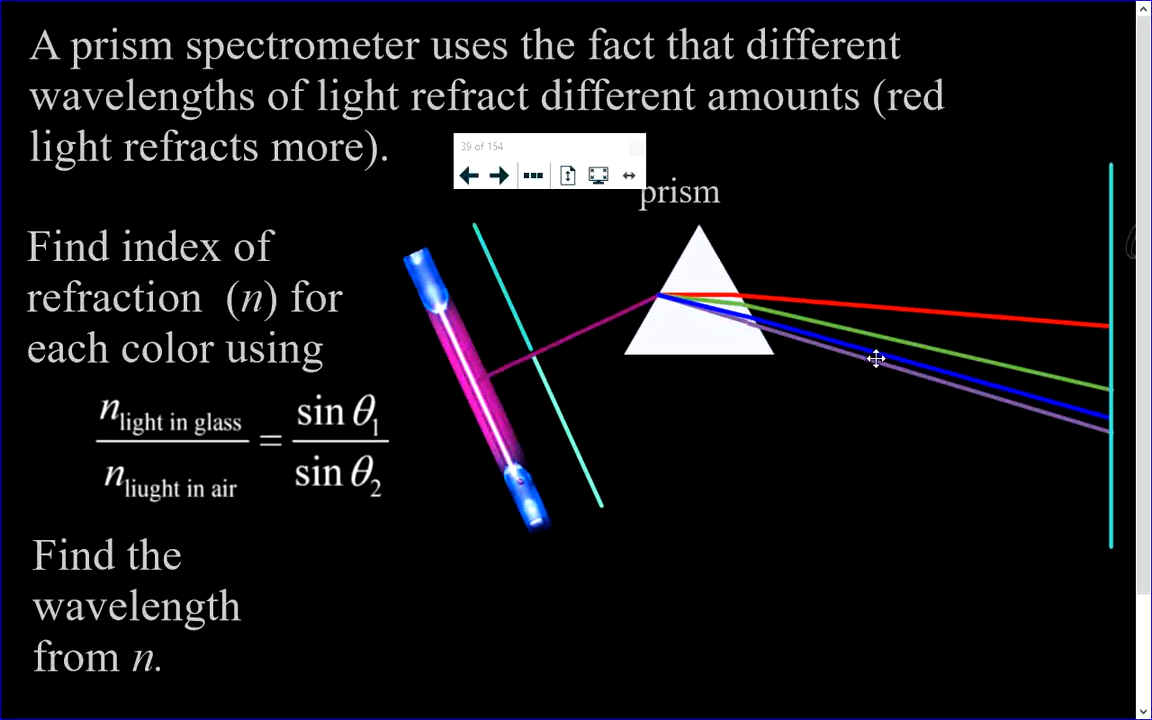 A prism spectrometer uses the fact that different
wavelengths of light refract different amounts (red
light refracts more).
39 of 154
prism
Find index of
refraction (n) for
each color using
n light in glass / n liught in air = sin θ1 / sin θ2
Find the
wavelength
from n.